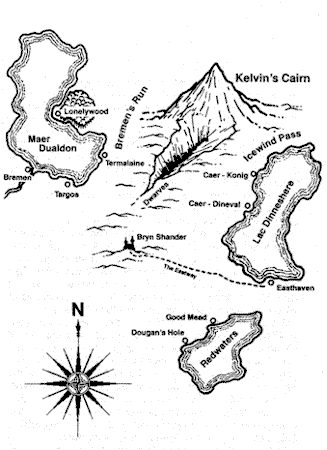 Kelvin's Cairn
Bremen's Run
Lonelywood
Maer
Dualdon
Termalaine
Bremen
Targos
Icewind Pass
Caer - Konig
Dwarves
Caer - Dineval
Lac Dinneshere
Bryn Shander
The Eastway
Easthaven
Good Mead
Dougan's Hole
Redwaters
N